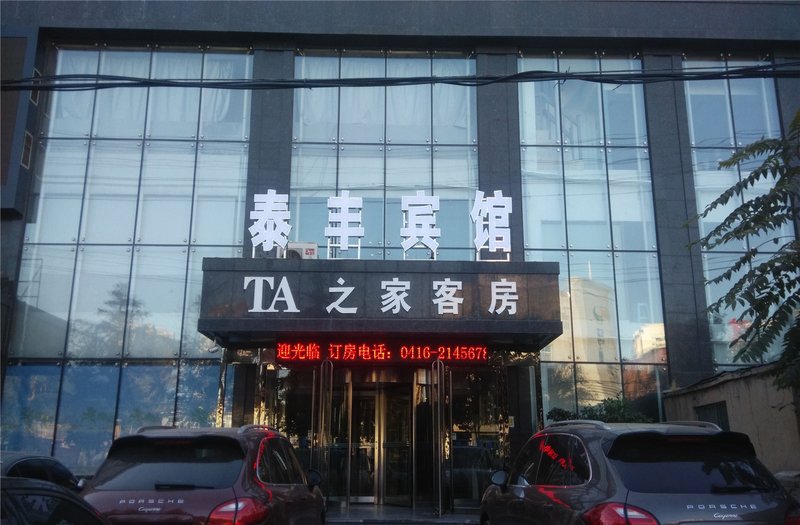 泰丰宾馆
TA之家客房
迎光临 订房电话：0416-2145678
PORSCHE
Cayenne
PORSCHE
Cayenne